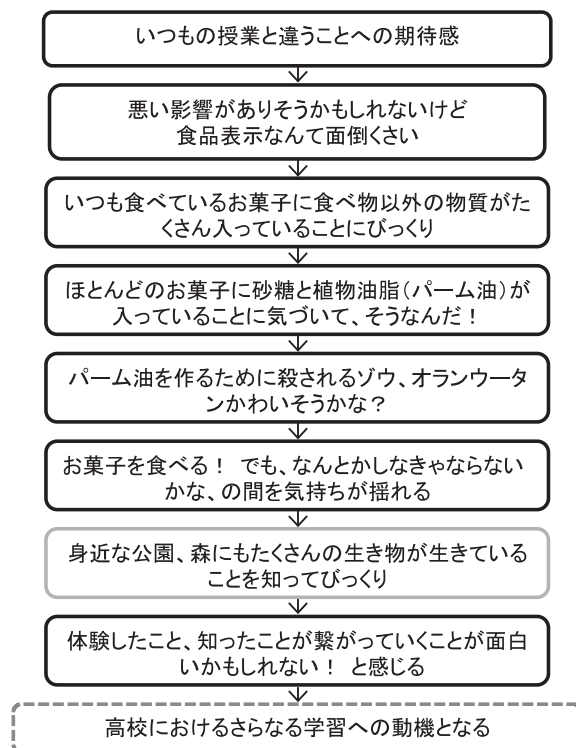 いつもの授業と違うことへの期待感
悪い影響がありそうかもしれないけど
食品表示なんて面倒くさい
いつも食べているお菓子に食べ物以外の物質がた
くさん入っていることにびっくり
ほとんどのお菓子に砂糖と植物油脂(パーム油)が
入っていることに気づいて、そうなんだ!
パーム油を作るために殺されるゾウ、オランウータ
ンかわいそうかな?
お菓子を食べる! でも、なんとかしなきゃならない
かな、の間を気持ちが揺れる
身近な公園、森にもたくさんの生き物が生きている
ことを知ってびっくり
体験したこと、知ったことが繋がっていくことが面白
いかもしれない! と感じる
高校におけるさらなる学習への動機となる